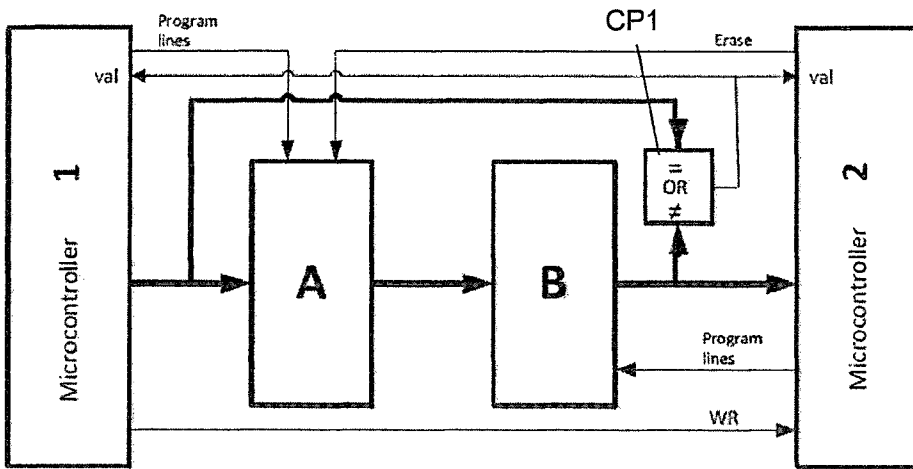 CP1
Program
lines
Erase
val
val
1
Microcontroller
A
B
=
OR
≠
2
Microcontroller
Program
lines
WR